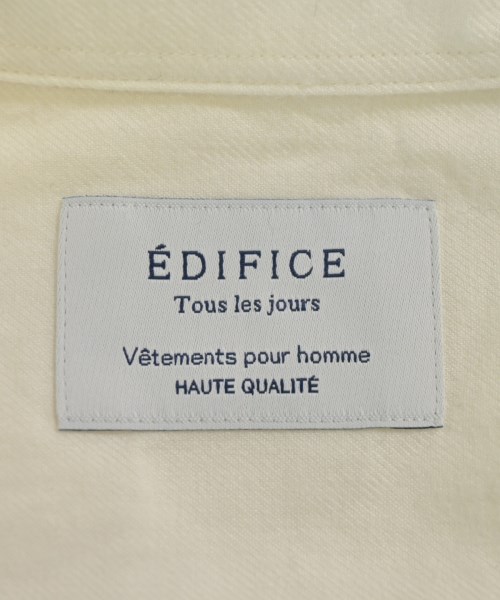 ÉDIFICE
Tous les jours
Vêtements pour homme
HAUTE QUALITÉ